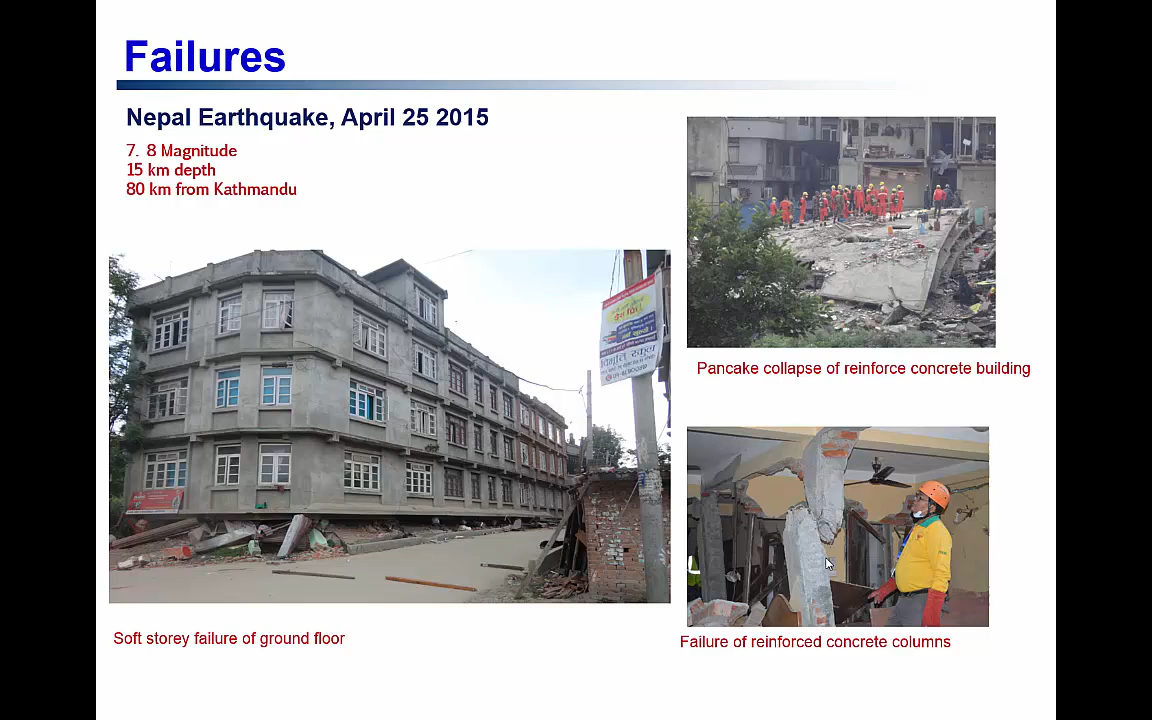 Failures
Nepal Earthquake, April 25 2015
7. 8 Magnitude
15 km depth
80 km from Kathmandu
Pancake collapse of reinforce concrete building
Soft storey failure of ground floor
Failure of reinforced concrete columns